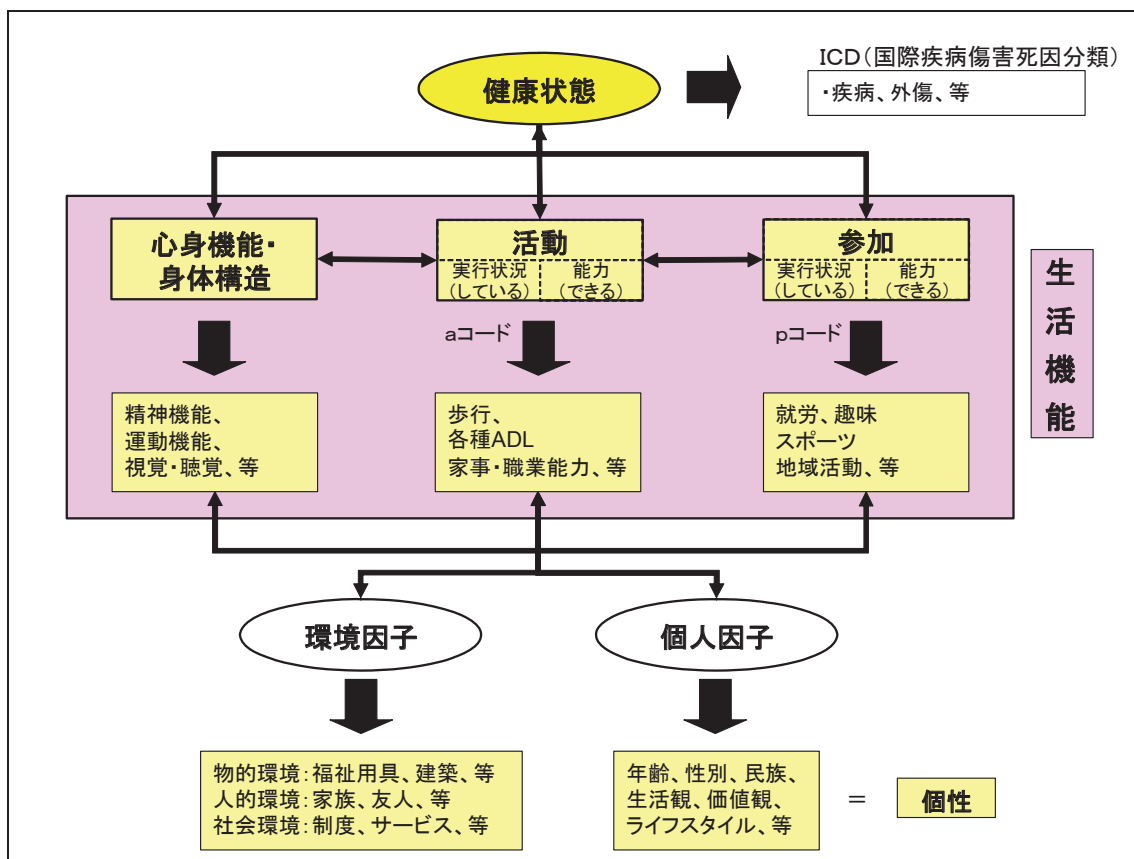 ICD(国際疾病傷害死因分類)
・疾病、外傷、等
健康状態
心身機能・
身体構造
活動
実行状況
(している)
能力
(できる)
参加
実行状況
(している)
能力
(できる)
生活機能
aコード
pコード
精神機能、
運動機能、
視覚・聴覚、等
歩行、
各種ADL
家事・職業能力、等
就労、趣味
スポーツ
地域活動、等
環境因子
個人因子
物的環境:福祉用具、建築、等
人的環境:家族、友人、等
社会環境:制度、サービス、等
年齢、性別、民族、
生活観、価値観、
ライフスタイル、等
=
個性